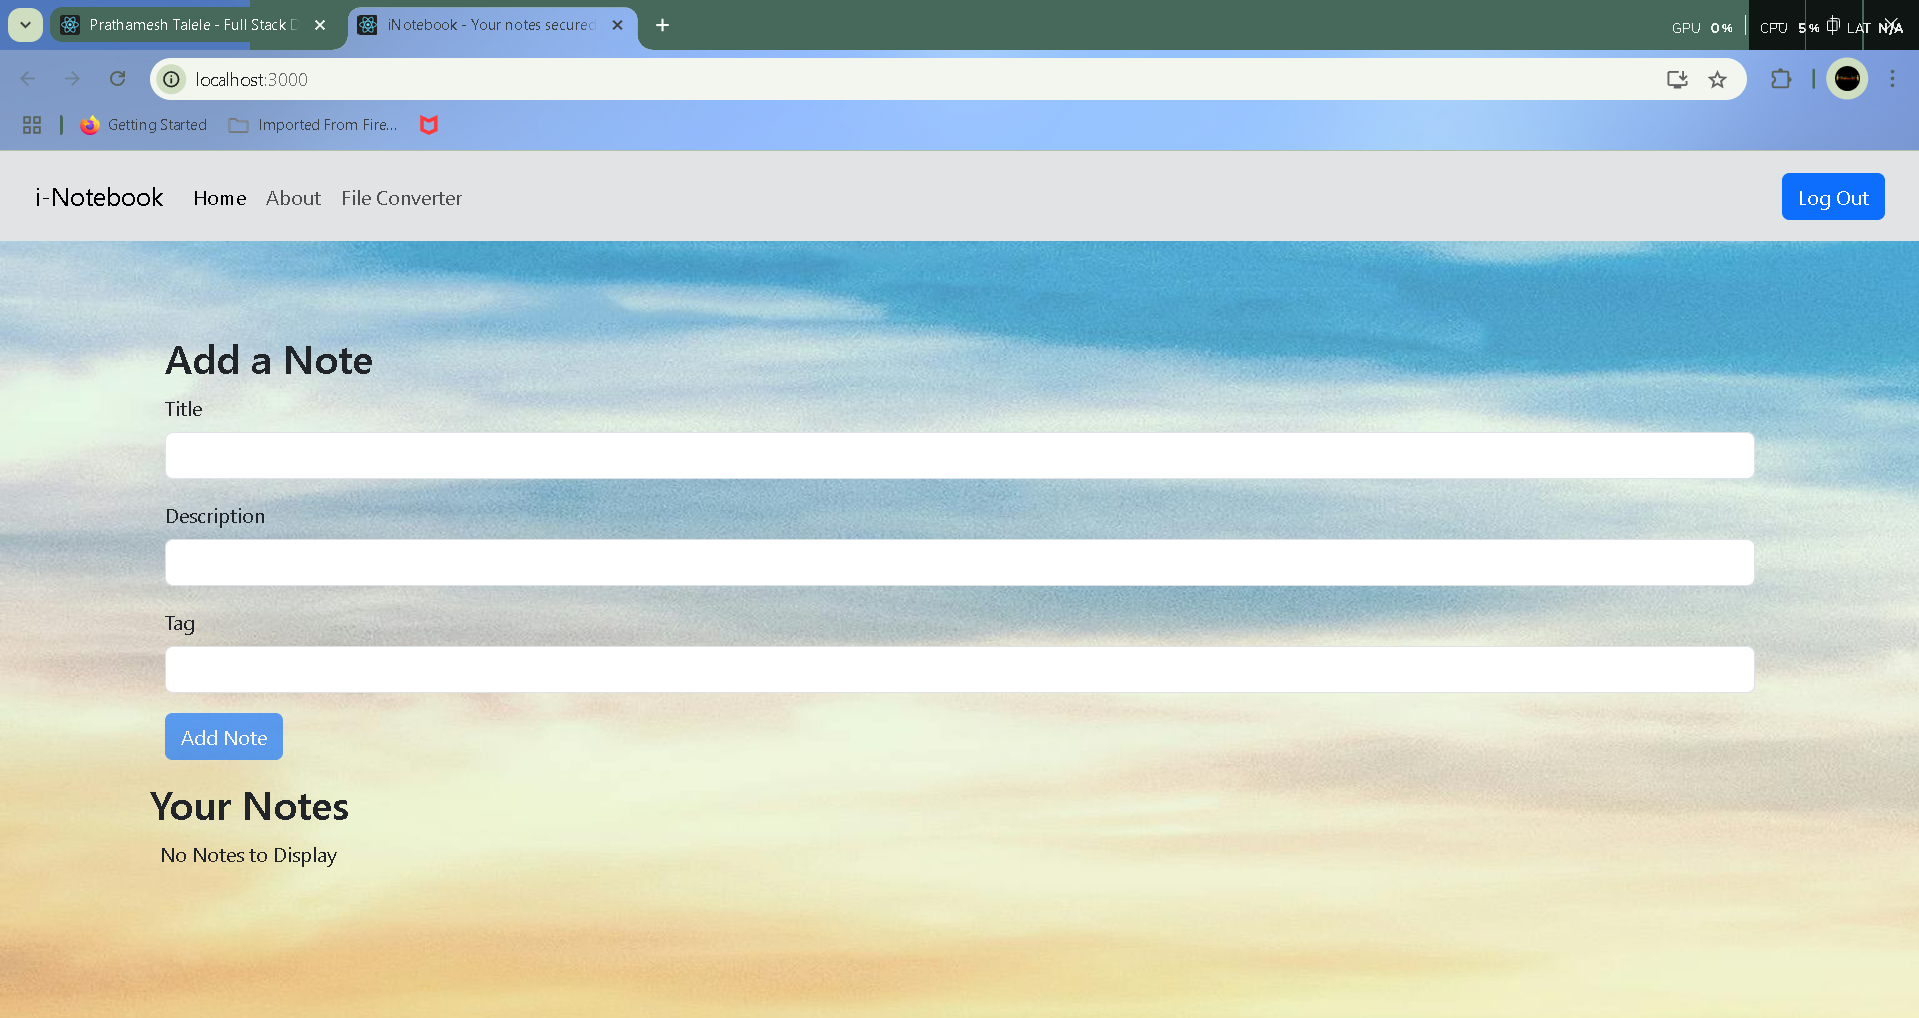 Prathamesh Talele - Full Stack D
iNotebook - Your notes secured
GPU 0% CPU 5% LAT N/A
localhost:3000
Getting Started
Imported From Fire...
i-Notebook
Home
About
File Converter
Log Out
Add a Note
Title
Description
Tag
Add Note
Your Notes
No Notes to Display